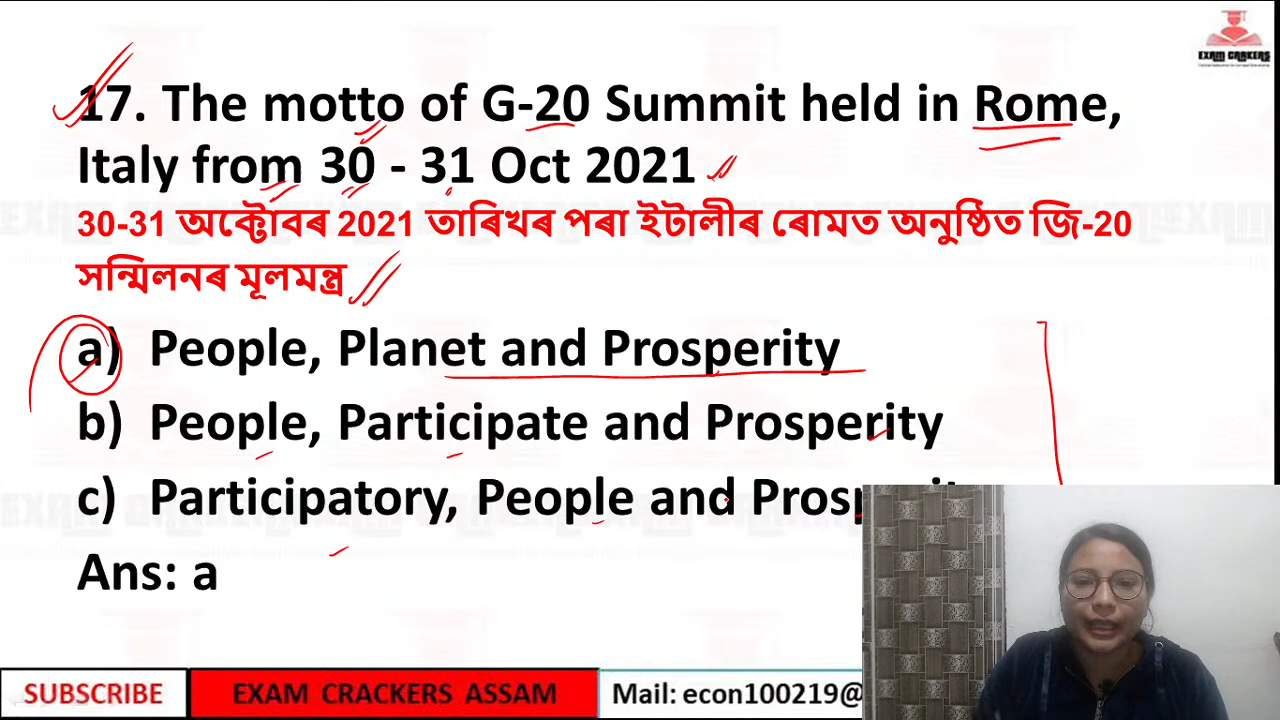 EXAM CRAKERS
17. The motto of G-20 Summit held in Rome,
Italy from 30 - 31 Oct 2021
30-31 অক্টোবৰ 2021 তাৰিখৰ পৰা ইটালীৰ ৰোমত অনুষ্ঠিত জি-20
সন্মিলনৰ মূলমন্ত্ৰ
a) People, Planet and Prosperity
b) People, Participate and Prosperity
c) Participatory, People and
Ans: a
SUBSCRIBE EXAM CRACKERS ASSAM Mail: econ100219@